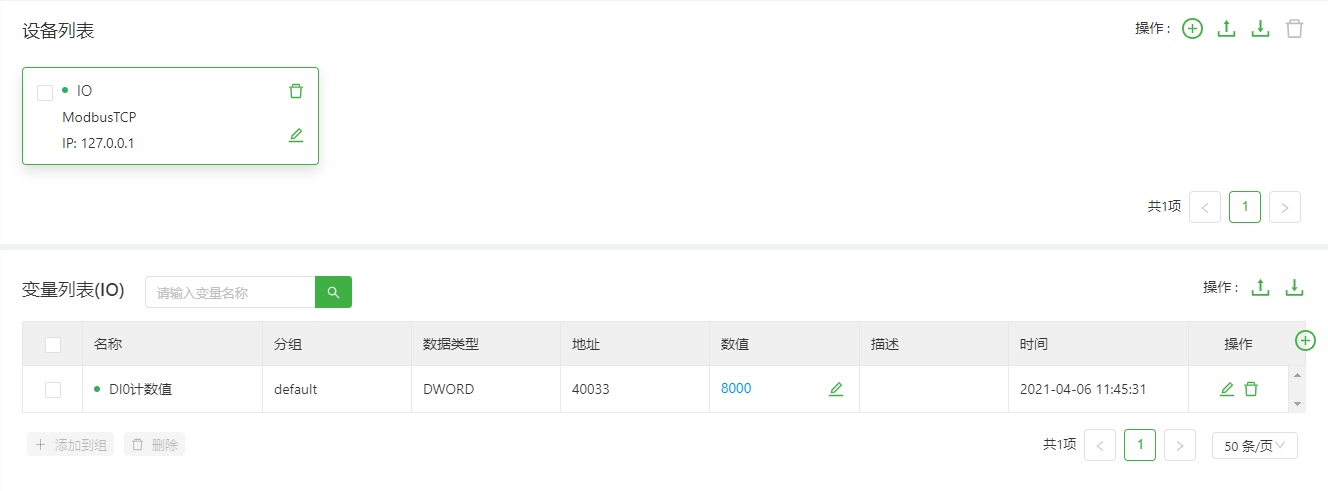 设备列表
操作 :
IO
ModbusTCP
IP: 127.0.0.1
共1项 < 1 >
变量列表(IO) 请输入变量名称
操作 :
名称 分组 数据类型 地址 数值 描述 时间 操作
DI0计数值 default DWORD 40033 8000 2021-04-06 11:45:31
添加到组 删除
共1项 < 1 > 50 条/页